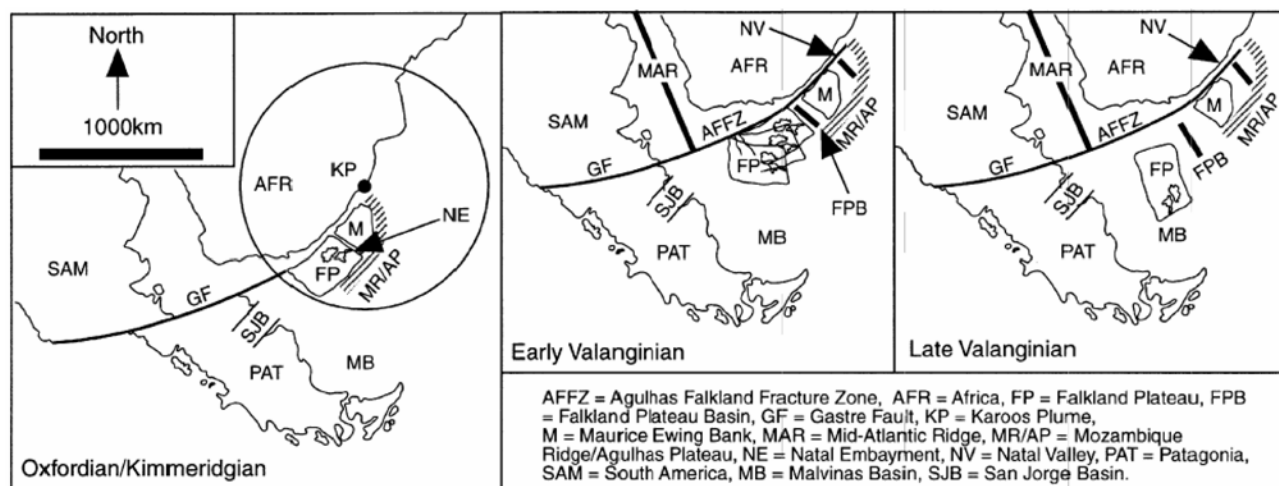 North
1000km
KP
AFR
NE
M
FP
SAM
MR/AP
GF
SJB
PAT
MB
Oxfordian/Kimmeridgian
NV
MAR
AFR
M
SAM
AFFZ
MR/AP
GF
FP
SJB
FPB
PAT
MB
Early Valanginian
NV
MAR
AFR
M
SAM
AFFZ
MR/AP
GF
FP
FPB
SJB
MB
PAT
Late Valanginian
AFFZ = Agulhas Falkland Fracture Zone, AFR = Africa, FP = Falkland Plateau, FPB
= Falkland Plateau Basin, GF = Gastre Fault, KP = Karoos Plume,
M = Maurice Ewing Bank, MAR = Mid-Atlantic Ridge, MR/AP = Mozambique
Ridge/Agulhas Plateau, NE = Natal Embayment, NV = Natal Valley, PAT = Patagonia,
SAM = South America, MB = Malvinas Basin, SJB = San Jorge Basin.